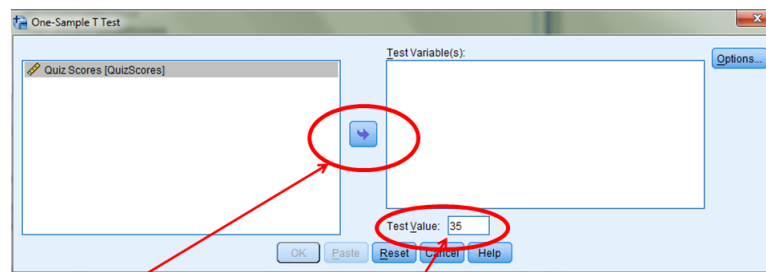 One-Sample T Test
Test Variable(s):
Quiz Scores [QuizScores]
Options...
Test Value: 35
OK Paste Reset Cancel Help